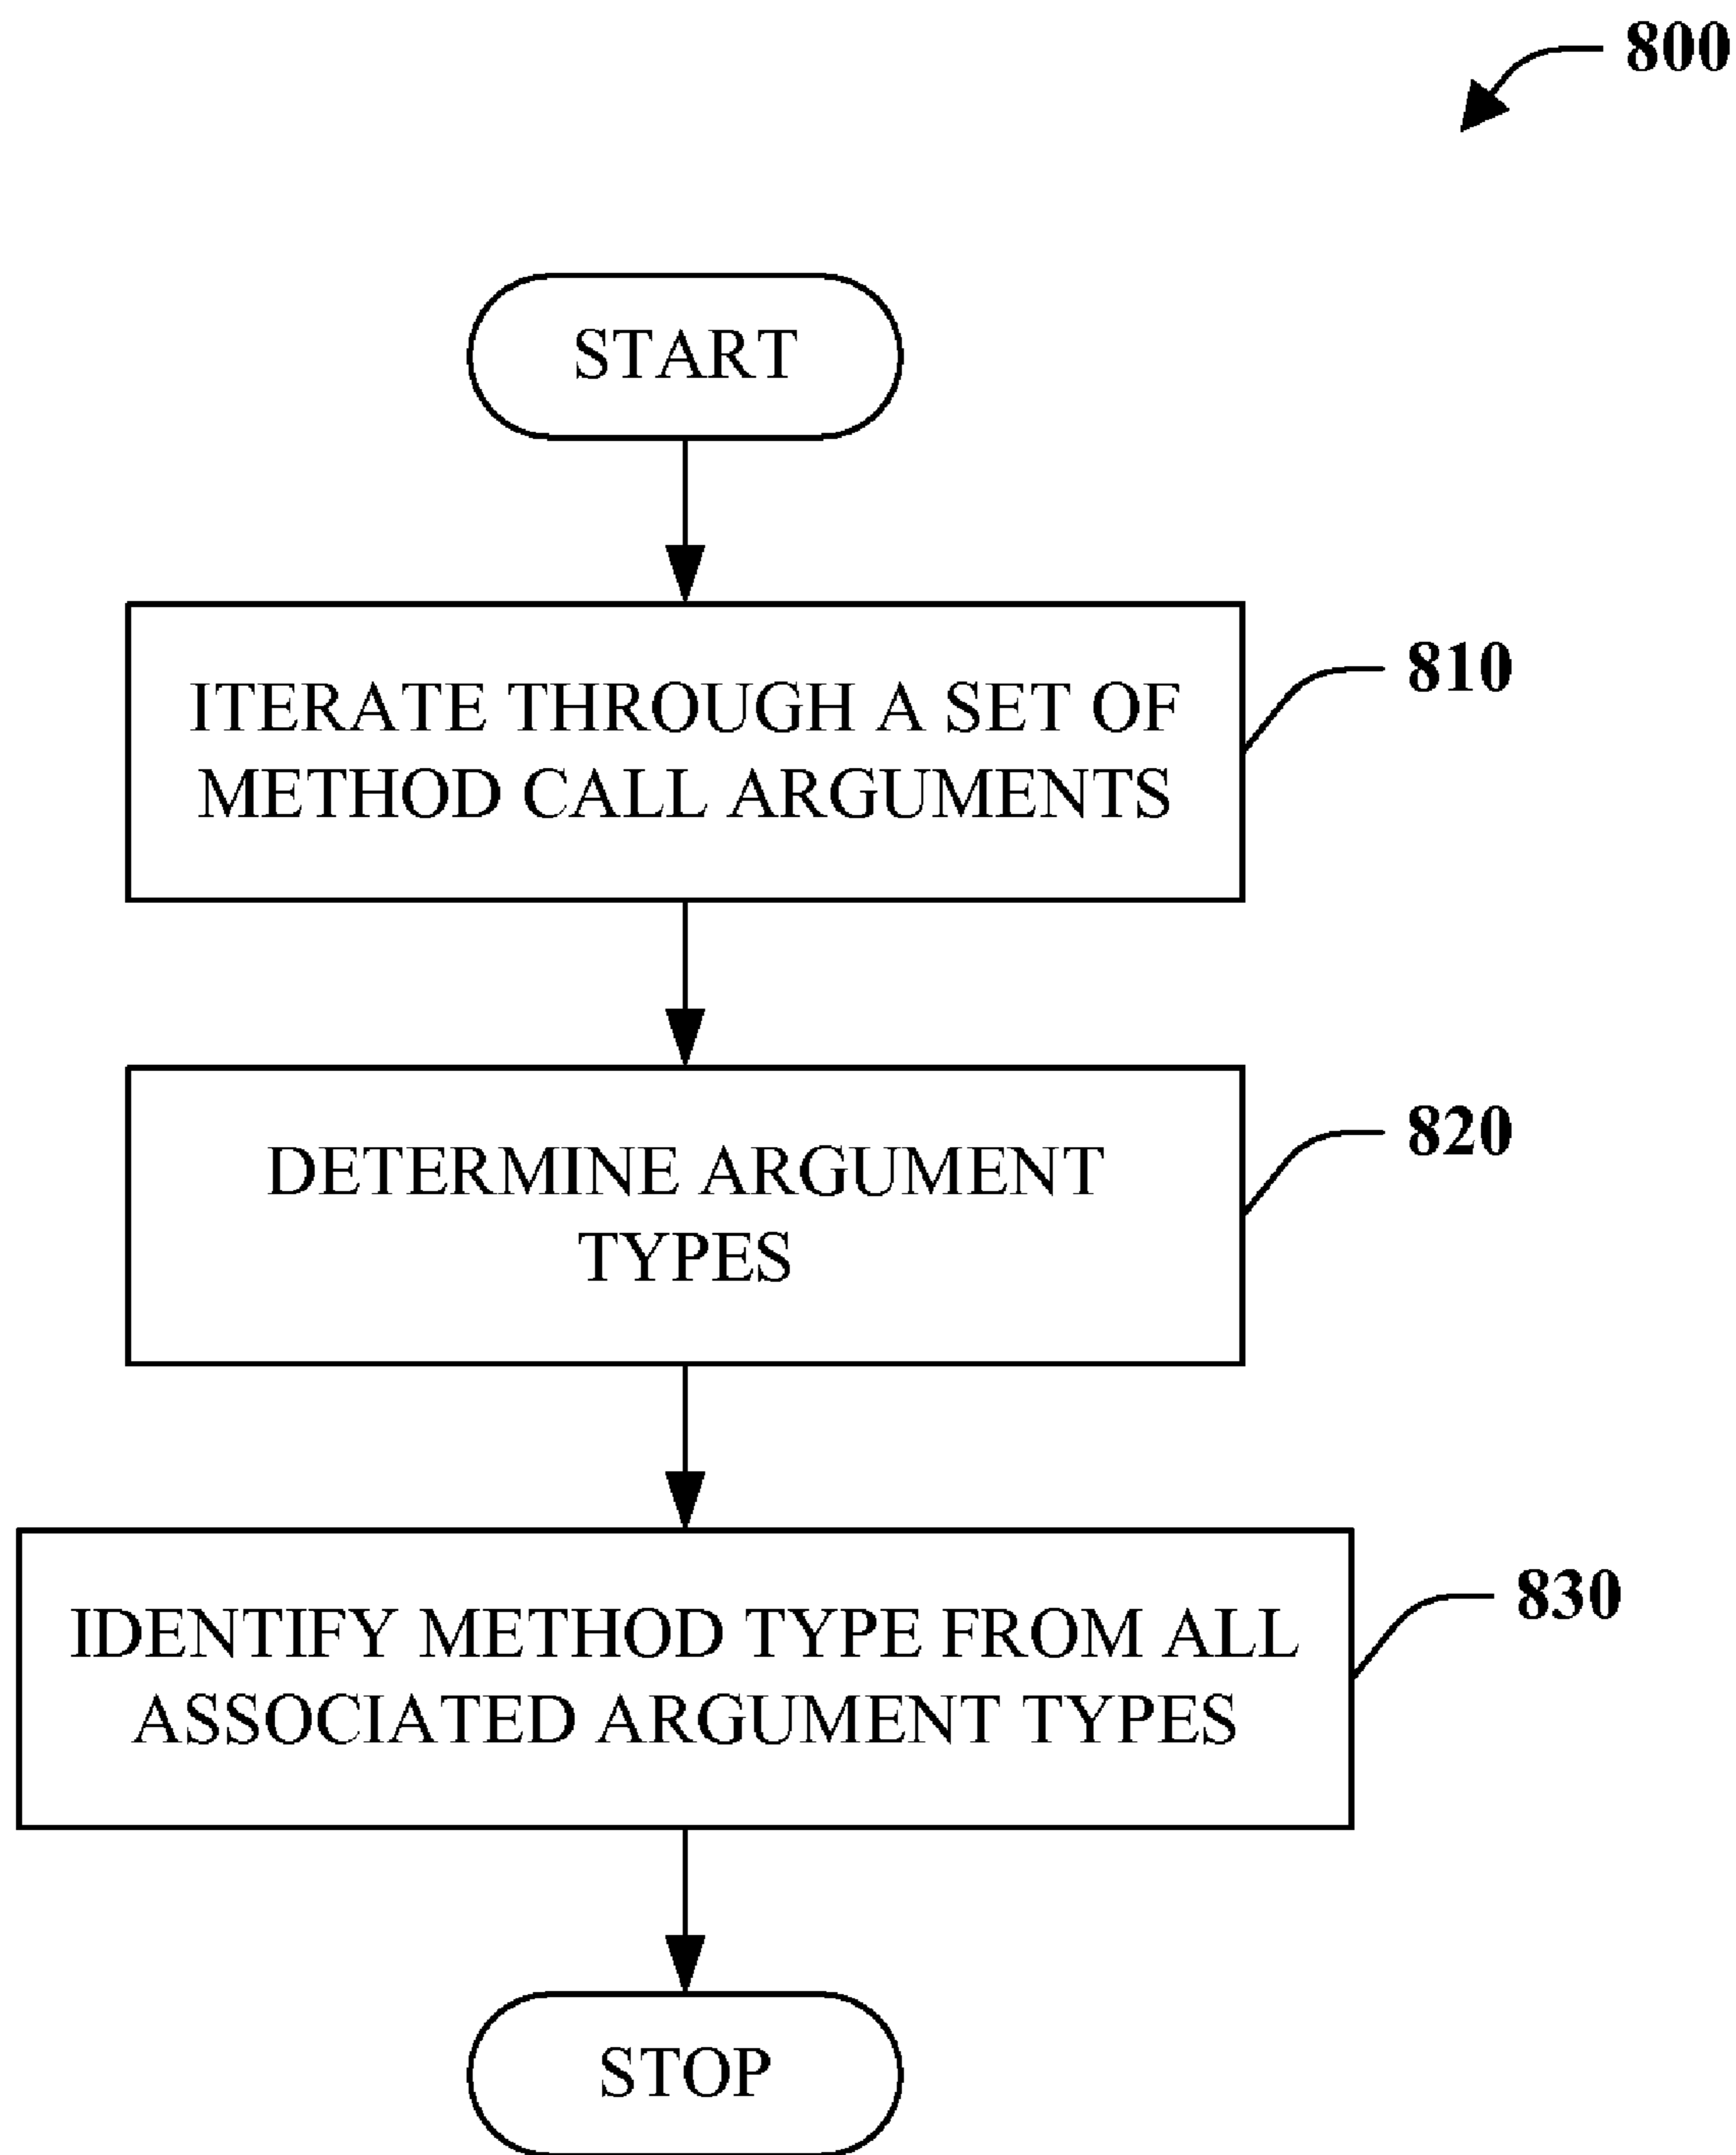 800
START
ITERATE THROUGH A SET OF
METHOD CALL ARGUMENTS
810
DETERMINE ARGUMENT
TYPES
820
IDENTIFY METHOD TYPE FROM ALL
ASSOCIATED ARGUMENT TYPES
830
STOP